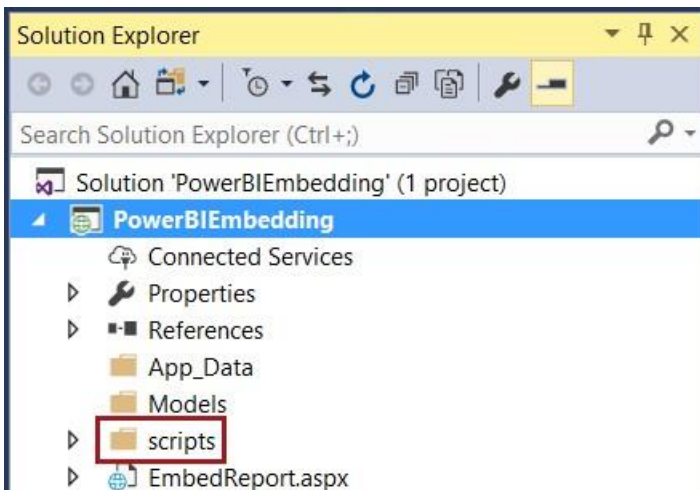 Solution Explorer
Search Solution Explorer (Ctrl+;)
Solution 'PowerBIEmbedding' (1 project)
PowerBIEmbedding
Connected Services
Properties
References
App_Data
Models
scripts
EmbedReport.aspx